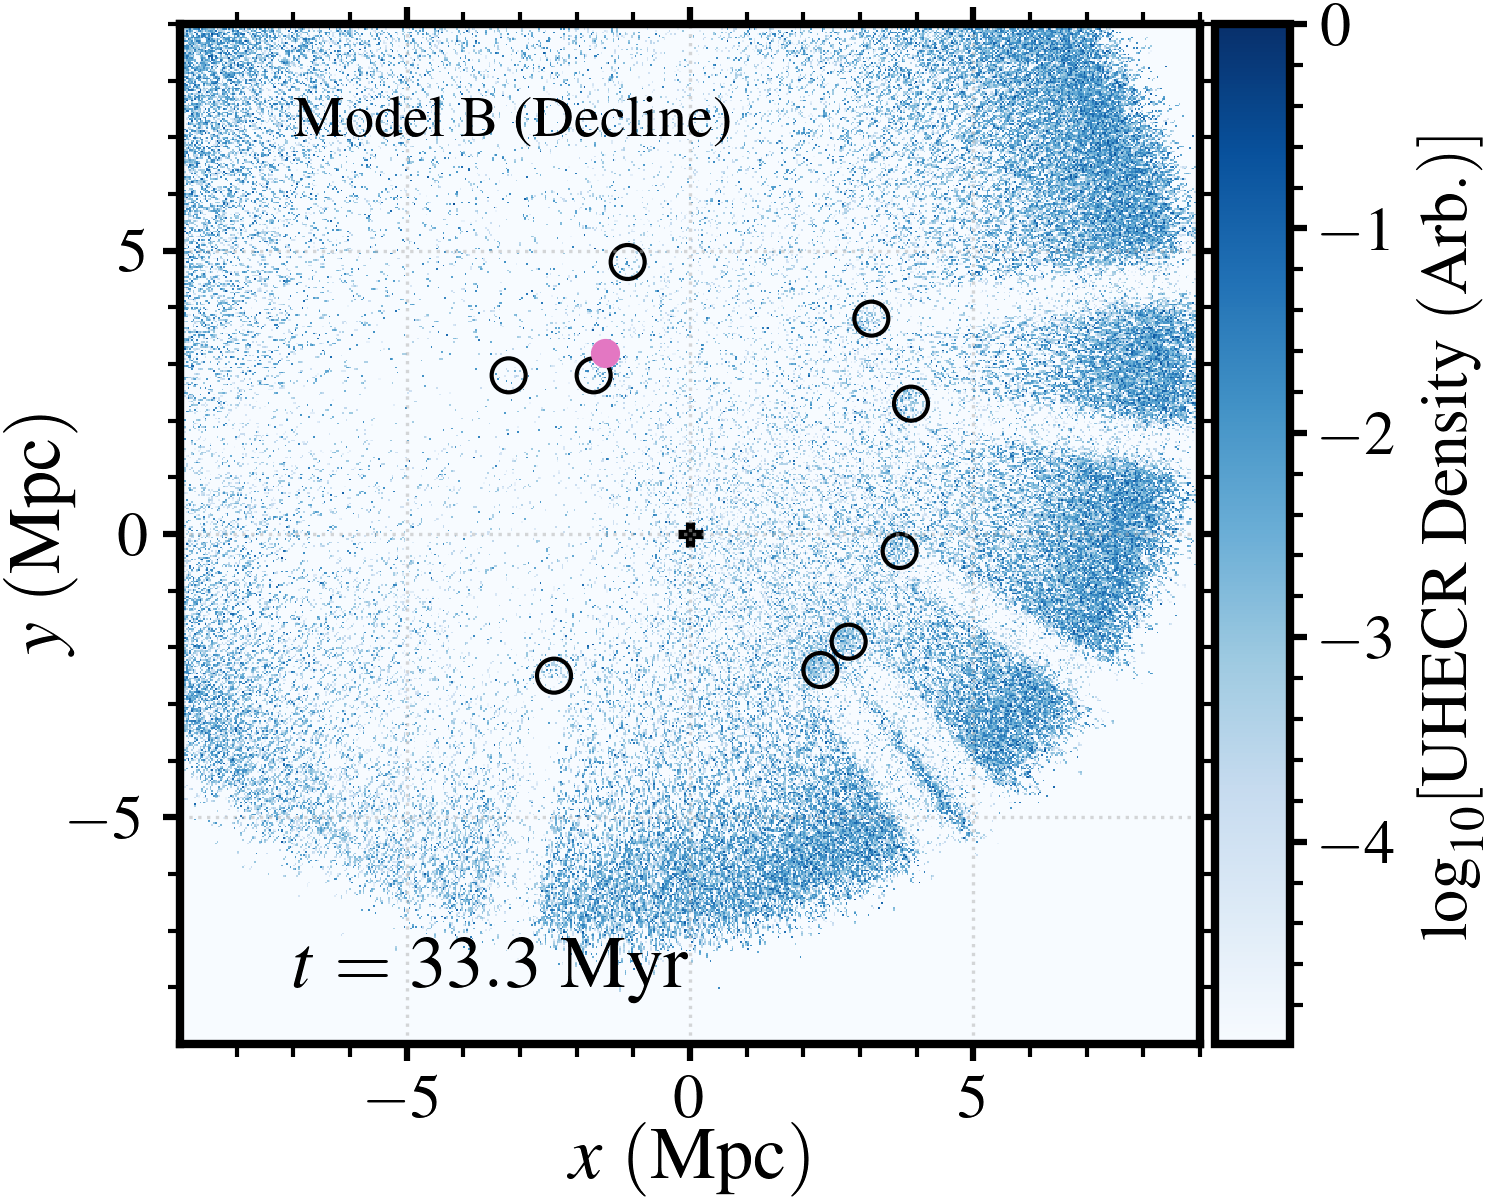 Model B (Decline)
t = 33.3 Myr
5
0
−5
y (Mpc)
−5
0
5
x (Mpc)
0
−1
−2
−3
−4
log₁₀[UHECR Density (Arb.)]